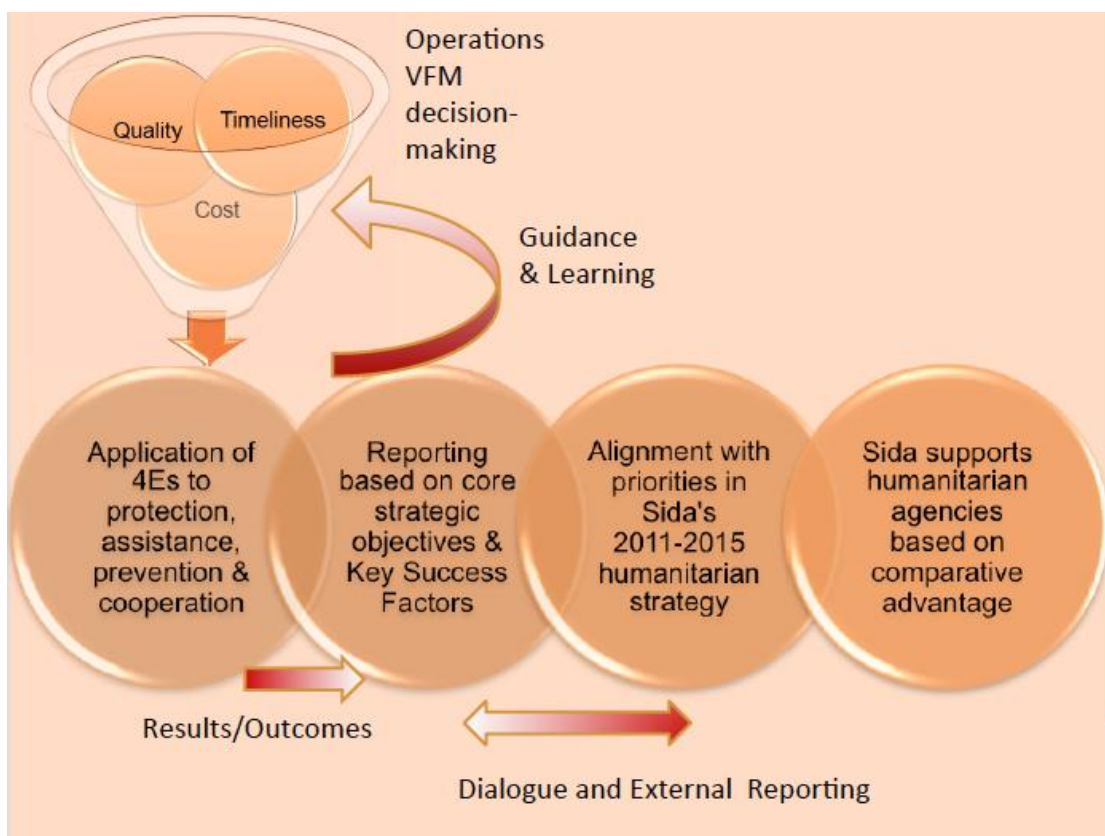 Operations
VFM
decision-
making
Quality
Timeliness
Cost
Guidance
& Learning
Application of
4Es to
protection,
assistance,
prevention &
cooperation
Reporting
based on core
strategic
objectives &
Key Success
Factors
Alignment with
priorities in
Sida's
2011-2015
humanitarian
strategy
Sida supports
humanitarian
agencies
based on
comparative
advantage
Results/Outcomes
Dialogue and External Reporting